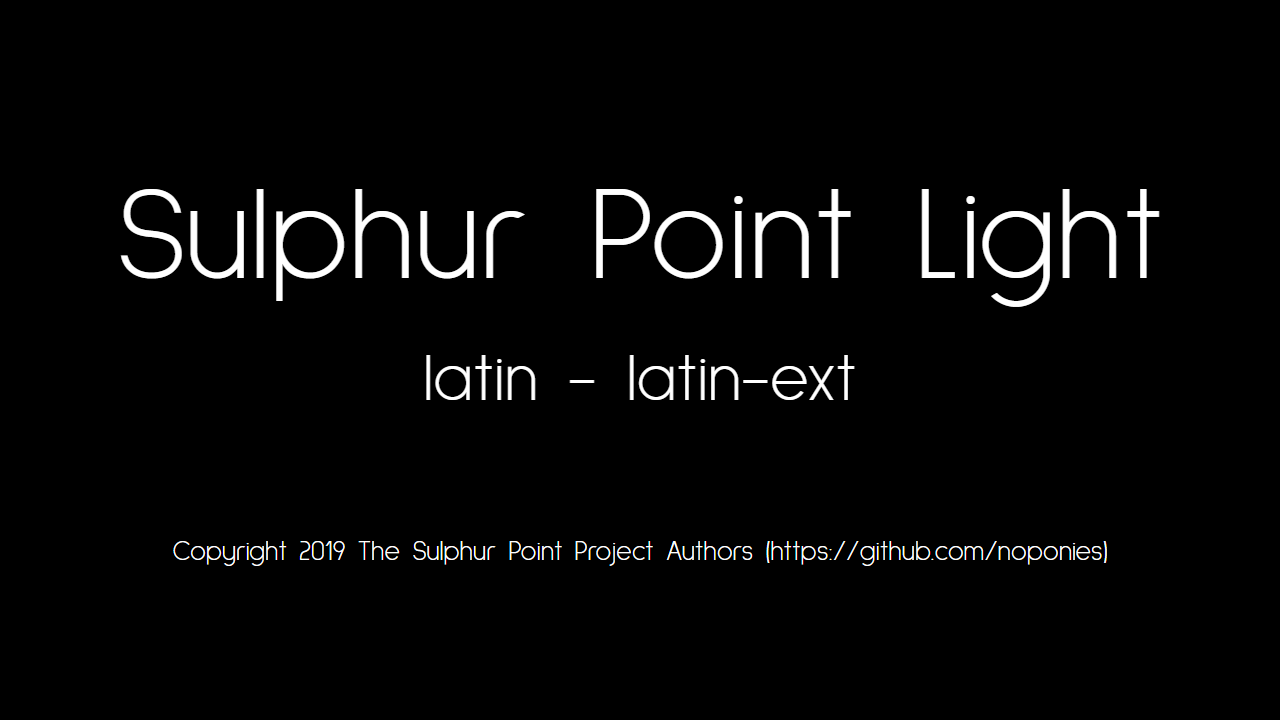 Sulphur Point Light
latin - latin-ext
Copyright 2019 The Sulphur Point Project Authors (https://github.com/noponies)